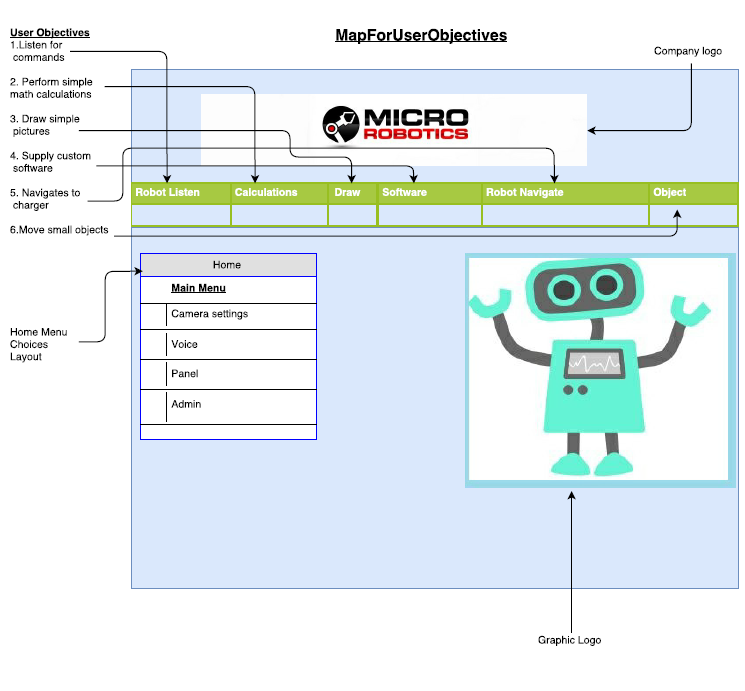 MapForUserObjectives
User Objectives
1.Listen for
commands
2. Perform simple
math calculations
3. Draw simple
pictures
4. Supply custom
software
5. Navigates to
charger
6.Move small objects
Company logo
MICRO
ROBOTICS
Robot Listen
Calculations
Draw
Software
Robot Navigate
Object
Home
Main Menu
Camera settings
Voice
Panel
Admin
Home Menu
Choices
Layout
Graphic Logo